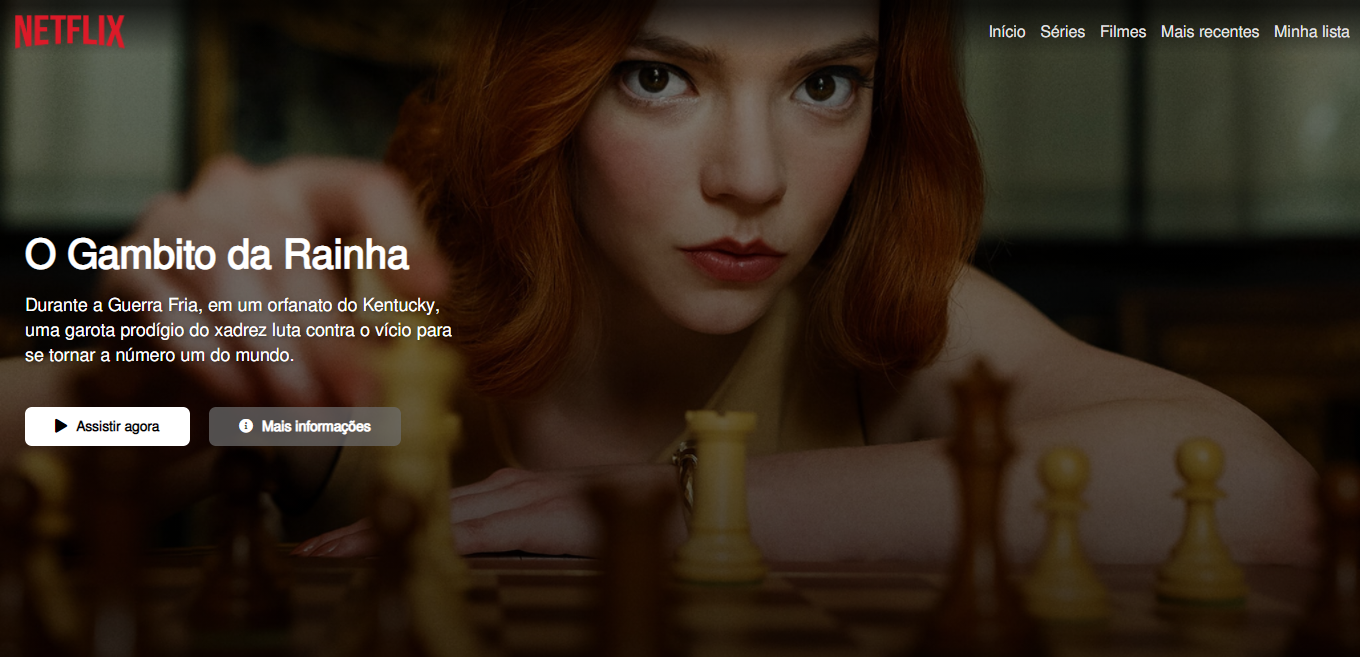 NETFLIX
Início Séries Filmes Mais recentes Minha lista
O Gambito da Rainha
Durante a Guerra Fria, em um orfanato do Kentucky,
uma garota prodígio do xadrez luta contra o vício para
se tornar a número um do mundo.
Assistir agora
Mais informações